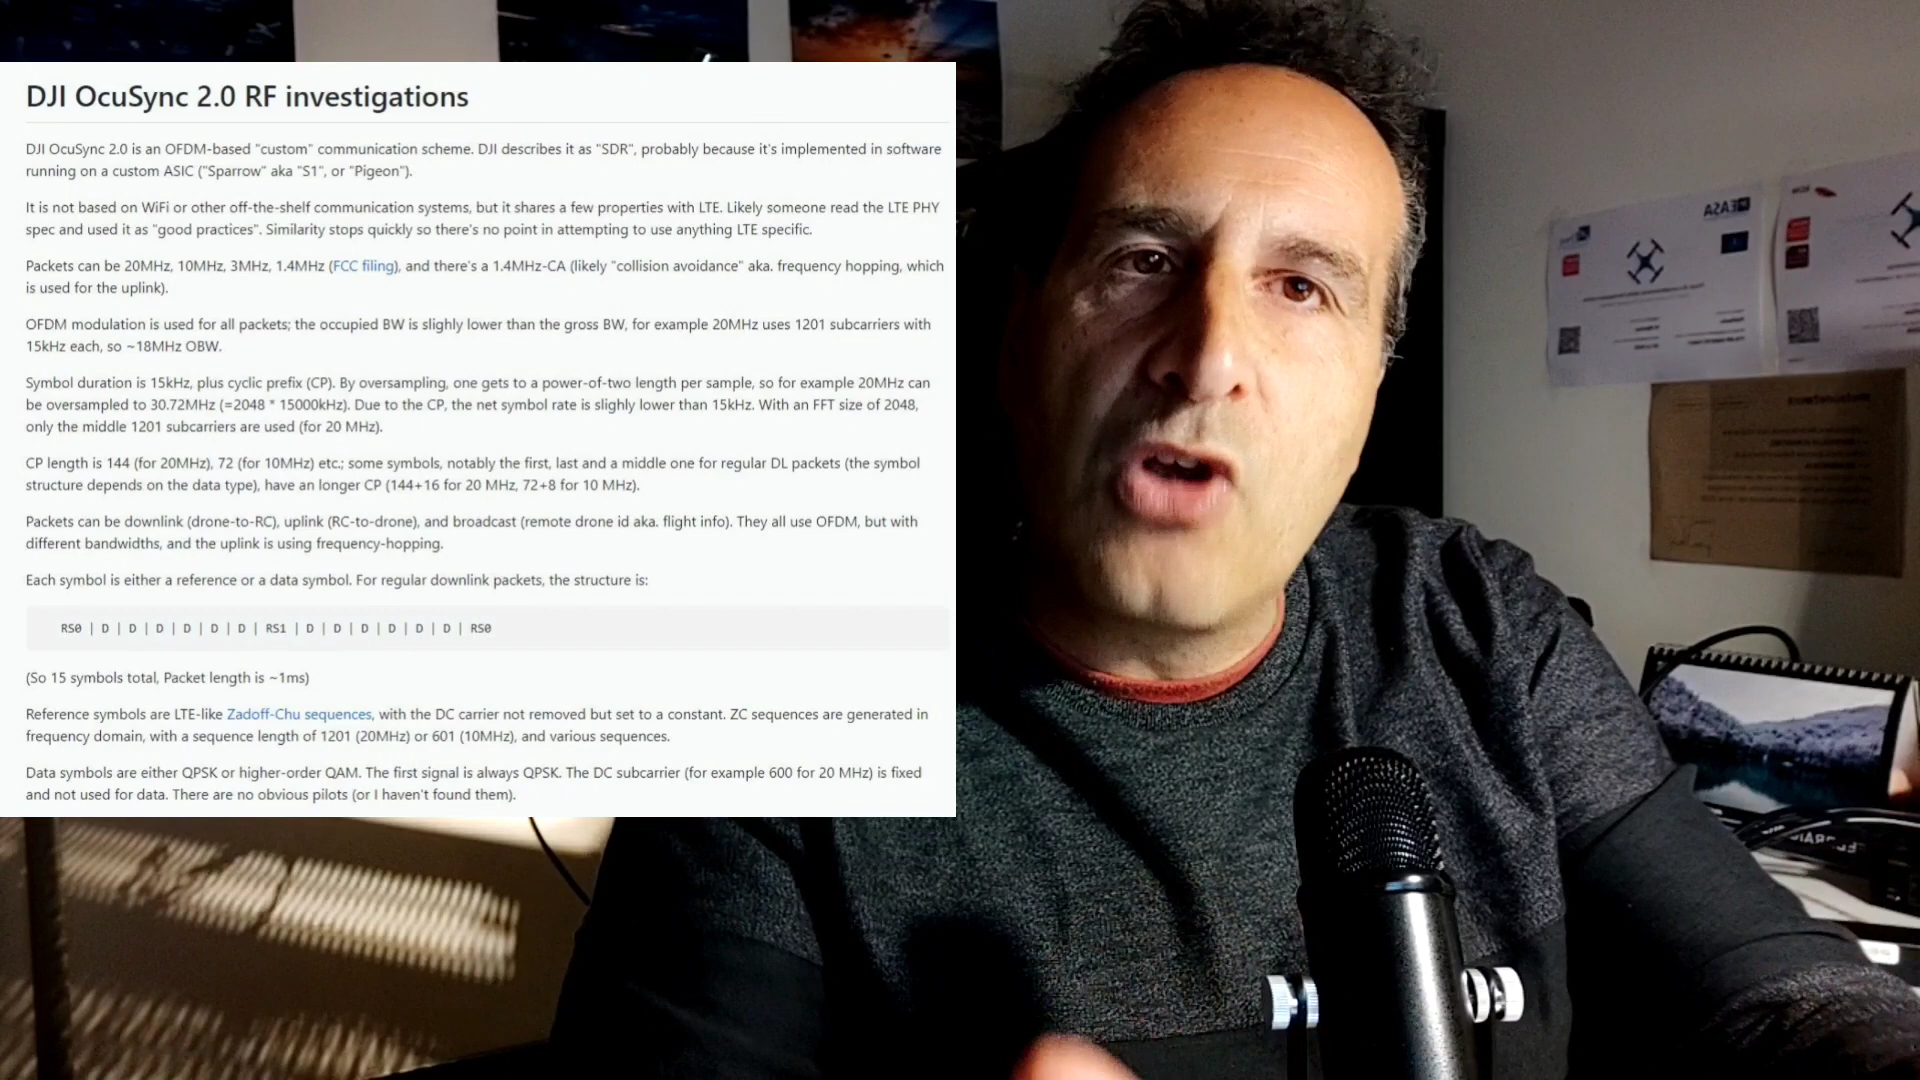 DJI OcuSync 2.0 RF investigations
DJI OcuSync 2.0 is an OFDM-based "custom" communication scheme. DJI describes it as "SDR", probably because it's implemented in software
running on a custom ASIC ("Sparrow" aka "S1", or "Pigeon").
It is not based on WiFi or other off-the-shelf communication systems, but it shares a few properties with LTE. Likely someone read the LTE PHY
spec and used it as "good practices". Similarity stops quickly so there's no point in attempting to use anything LTE specific.
Packets can be 20MHz, 10MHz, 3MHz, 1.4MHz (FCC filing), and there's a 1.4MHz-CA (likely "collision avoidance" aka. frequency hopping, which
is used for the uplink).
OFDM modulation is used for all packets; the occupied BW is slighly lower than the gross BW, for example 20MHz uses 1201 subcarriers with
15kHz each, so ~18MHz OBW.
Symbol duration is 15kHz, plus cyclic prefix (CP). By oversampling, one gets to a power-of-two length per sample, so for example 20MHz can
be oversampled to 30.72MHz (=2048 * 15000kHz). Due to the CP, the net symbol rate is slighly lower than 15kHz. With an FFT size of 2048,
only the middle 1201 subcarriers are used (for 20 MHz).
CP length is 144 (for 20MHz), 72 (for 10MHz) etc.; some symbols, notably the first, last and a middle one for regular DL packets (the symbol
structure depends on the data type), have an longer CP (144+16 for 20 MHz, 72+8 for 10 MHz).
Packets can be downlink (drone-to-RC), uplink (RC-to-drone), and broadcast (remote drone id aka. flight info). They all use OFDM, but with
different bandwidths, and the uplink is using frequency-hopping.
Each symbol is either a reference or a data symbol. For regular downlink packets, the structure is:
RS0 | D | D | D | D | D | D | RS1 | D | D | D | D | D | D | RS0
(So 15 symbols total, Packet length is ~1ms)
Reference symbols are LTE-like Zadoff-Chu sequences, with the DC carrier not removed but set to a constant. ZC sequences are generated in
frequency domain, with a sequence length of 1201 (20MHz) or 601 (10MHz), and various sequences.
Data symbols are either QPSK or higher-order QAM. The first signal is always QPSK. The DC subcarrier (for example 600 for 20 MHz) is fixed
and not used for data. There are no obvious pilots (or I haven't found them).
EASA